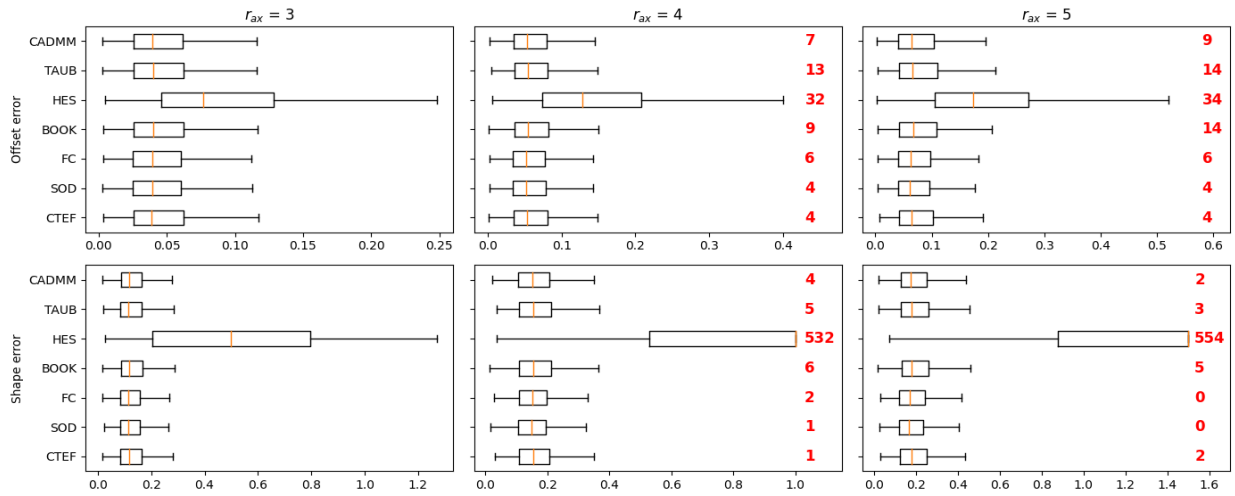 r_ax = 3
r_ax = 4
r_ax = 5
Offset error
CADMM 7 9
TAUB 13 14
HES 32 34
BOOK 9 14
FC 6 6
SOD 4 4
CTEF 4 4
0.00 0.05 0.10 0.15 0.20 0.25
0.0 0.1 0.2 0.3 0.4
0.0 0.1 0.2 0.3 0.4 0.5 0.6
Shape error
CADMM 4 2
TAUB 5 3
HES 532 554
BOOK 6 5
FC 2 0
SOD 1 0
CTEF 1 2
0.0 0.2 0.4 0.6 0.8 1.0 1.2
0.0 0.2 0.4 0.6 0.8 1.0
0.0 0.2 0.4 0.6 0.8 1.0 1.2 1.4 1.6